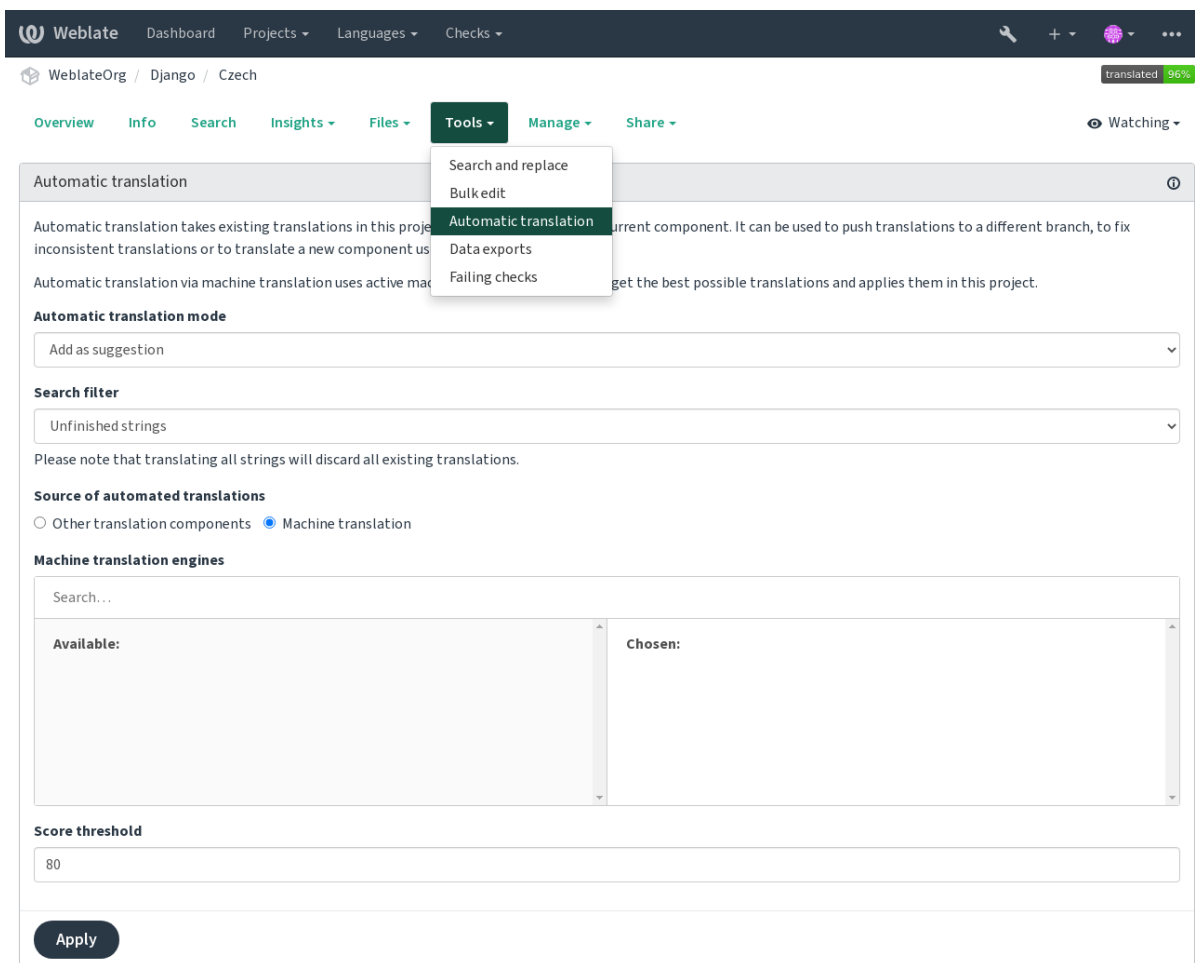 Weblate Dashboard Projects Languages Checks
WeblateOrg / Django / Czech translated 96%
Overview Info Search Insights Files Tools Manage Share Watching
Search and replace
Bulk edit
Automatic translation
Data exports
Failing checks
Automatic translation
Automatic translation takes existing translations in this proje urrent component. It can be used to push translations to a different branch, to fix
inconsistent translations or to translate a new component us
Automatic translation via machine translation uses active mac get the best possible translations and applies them in this project.
Automatic translation mode
Add as suggestion
Search filter
Unfinished strings
Please note that translating all strings will discard all existing translations.
Source of automated translations
Other translation components Machine translation
Machine translation engines
Search…
Available: Chosen:
Score threshold
80
Apply